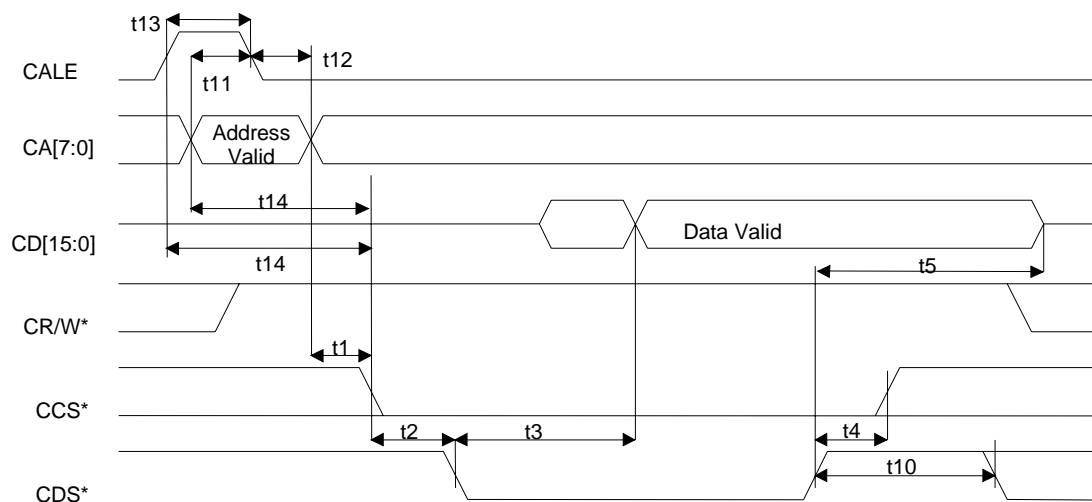 t13
t12
CALE
t11
Address
Valid
CA[7:0]
t14
Data Valid
CD[15:0]
t14
t5
CR/W*
t1
CCS*
t2
t3
t4
t10
CDS*